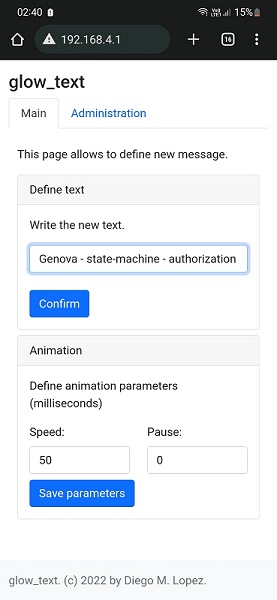 02:40 15%
192.168.4.1 16
glow_text
Main Administration
This page allows to define new message.
Define text
Write the new text.
Genova - state-machine - authorization
Confirm
Animation
Define animation parameters
(milliseconds)
Speed: Pause:
50 0
Save parameters
glow_text. (c) 2022 by Diego M. Lopez.